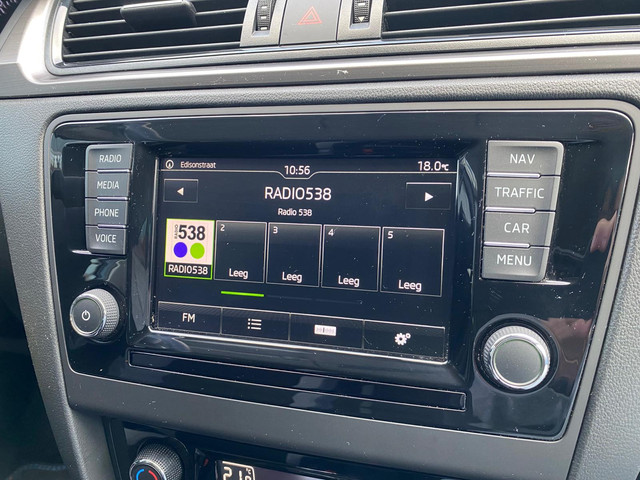 Edisonstraat 10:56 18.0°C
RADIO538
Radio 538
RADIO
MEDIA
PHONE
VOICE
RADIO 538
RADIO538
2 Leeg
3 Leeg
4 Leeg
5 Leeg
FM
NAV
TRAFFIC
CAR
MENU